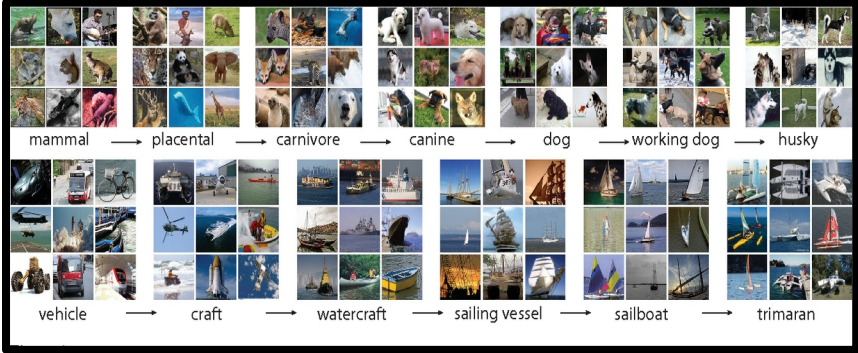 mammal → placental → carnivore → canine → dog → working dog → husky
vehicle → craft → watercraft → sailing vessel → sailboat → trimaran